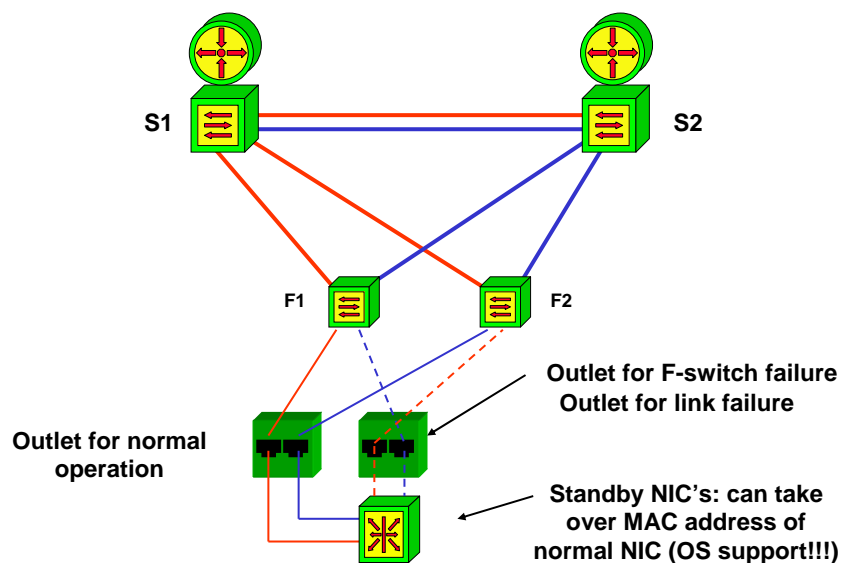 S1
S2
F1
F2
Outlet for F-switch failure
Outlet for link failure
Outlet for normal
operation
Standby NIC's: can take
over MAC address of
normal NIC (OS support!!!)